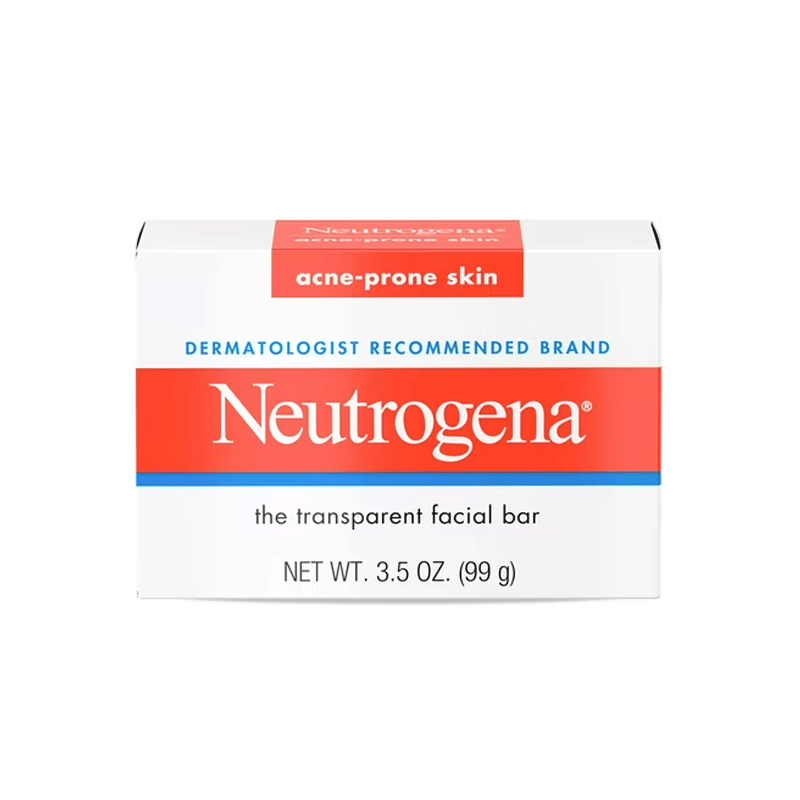 Neutrogena®
acne-prone skin
acne-prone skin
DERMATOLOGIST RECOMMENDED BRAND
Neutrogena®
the transparent facial bar
NET WT. 3.5 OZ. (99 g)